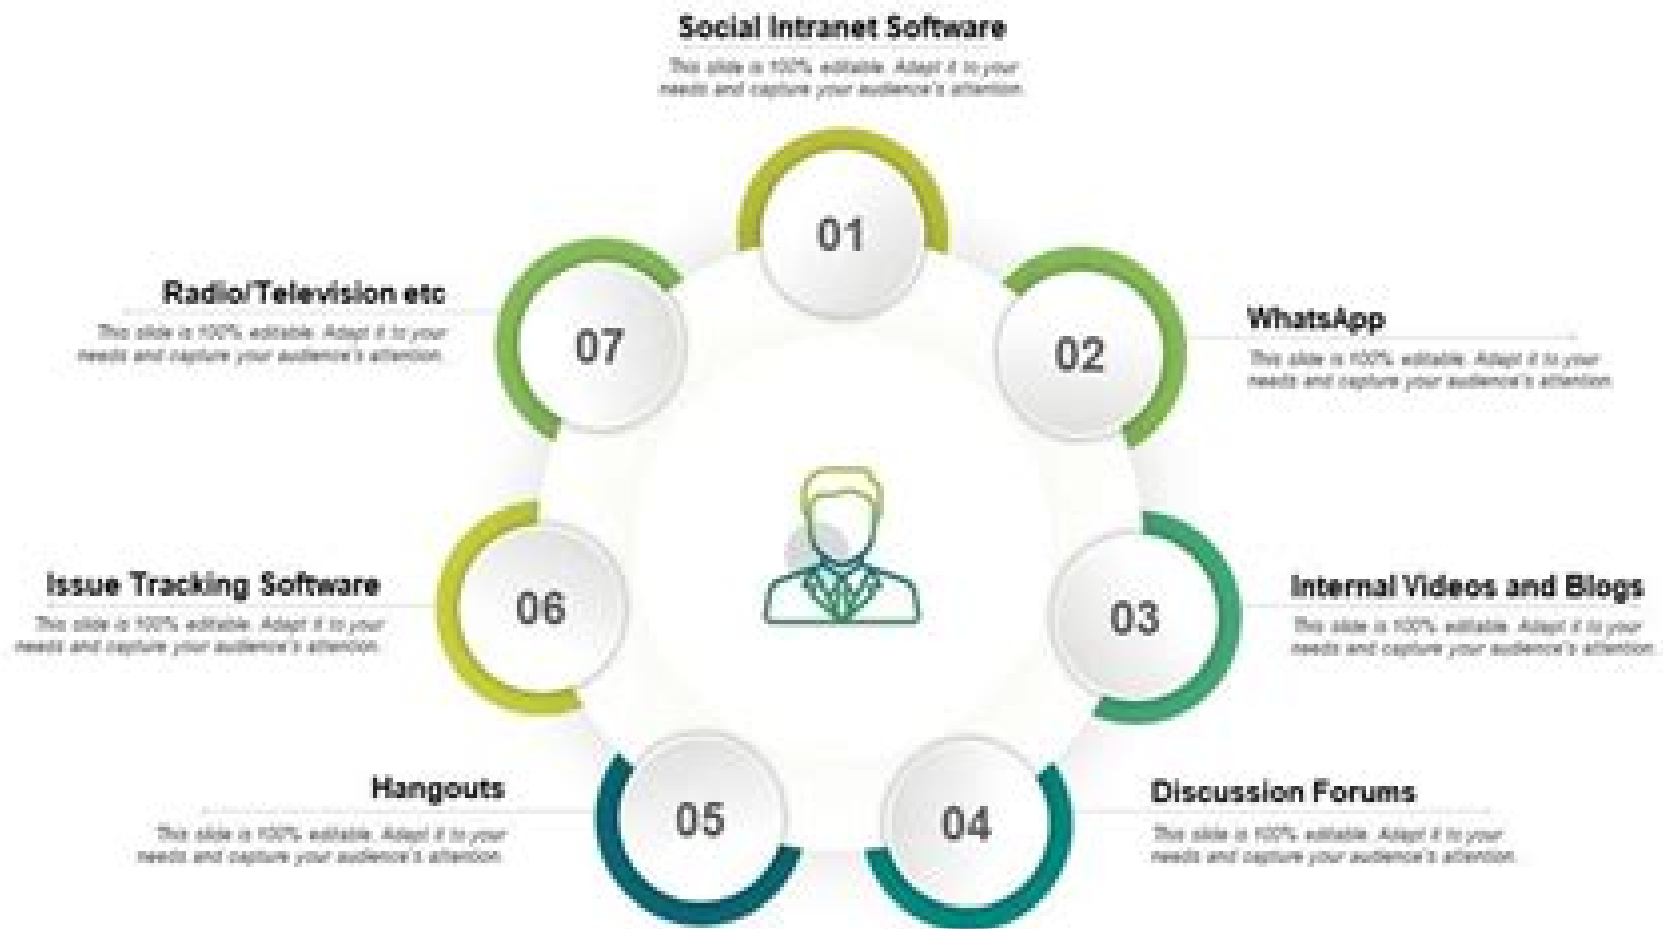 Social Intranet Software
This slide is 100% editable. Adapt it to your
needs and capture your audience's attention.
01
02
WhatsApp
This slide is 100% editable. Adapt it to your
needs and capture your audience's attention.
03
Internal Videos and Blogs
This slide is 100% editable. Adapt it to your
needs and capture your audience's attention.
04
Discussion Forums
This slide is 100% editable. Adapt it to your
needs and capture your audience's attention.
05
Hangouts
This slide is 100% editable. Adapt it to your
needs and capture your audience's attention.
06
Issue Tracking Software
This slide is 100% editable. Adapt it to your
needs and capture your audience's attention.
07
Radio/Television etc
This slide is 100% editable. Adapt it to your
needs and capture your audience's attention.